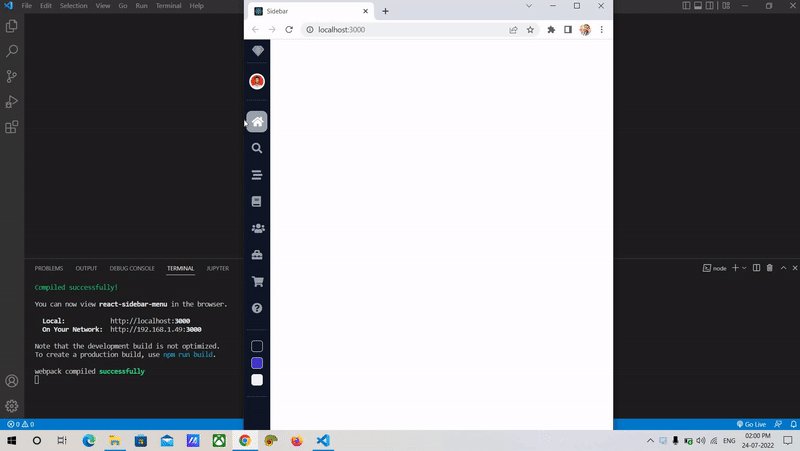 File Edit Selection View Go Run Terminal Help
Sidebar
localhost:3000
PROBLEMS OUTPUT DEBUG CONSOLE TERMINAL JUPYTER
node
Compiled successfully!
You can now view react-sidebar-menu in the browser.
Local: http://localhost:3000
On Your Network: http://192.168.1.49:3000
Note that the development build is not optimized.
To create a production build, use npm run build.
webpack compiled successfully
0 0
Go Live
ENG
02:00 PM
24-07-2022